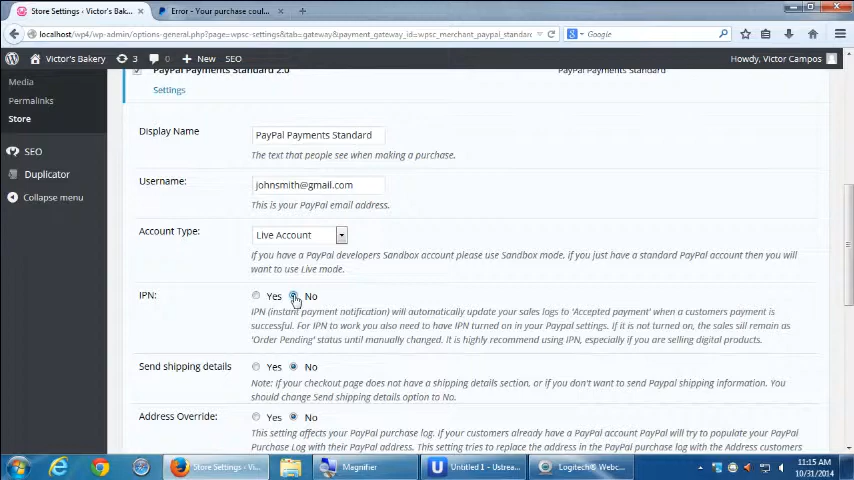 Store Settings ‹ Victor's Bakery...
Error - Your purchase coul...
localhost/wp4/wp-admin/options-general.php?page=wpsc-settings&tab=gateway&payment_gateway_id=wpsc_merchant_paypal_standard
Google
Victor's Bakery
3
0
New
SEO
Howdy, Victor Campos
Media
Permalinks
Store
SEO
Duplicator
Collapse menu
PayPal Payments Standard 2.0
PayPal Payments Standard
Settings
Display Name
PayPal Payments Standard
The text that people see when making a purchase.
Username:
johnsmith@gmail.com
This is your PayPal email address.
Account Type:
Live Account
If you have a PayPal developers Sandbox account please use Sandbox mode, if you just have a standard PayPal account then you will
want to use Live mode.
IPN:
Yes
No
IPN (instant payment notification) will automatically update your sales logs to 'Accepted payment' when a customers payment is
successful. For IPN to work you also need to have IPN turned on in your Paypal settings. If it is not turned on, the sales sill remain as
'Order Pending' status until manually changed. It is highly recommend using IPN, especially if you are selling digital products.
Send shipping details
Yes
No
Note: if your checkout page does not have a shipping details section, or if you don't want to send Paypal shipping information. You
should change Send shipping details option to No.
Address Override:
Yes
No
This setting affects your PayPal purchase log. If your customers already have a PayPal account PayPal will try to populate your PayPal
Purchase Log with their PayPal address. This setting tries to replace the address in the PayPal purchase log with the Address customers
Store Settings ‹ Vi...
Magnifier
Untitled 1 - Ustrea...
Logitech® Webc...
11:15 AM
10/31/2014